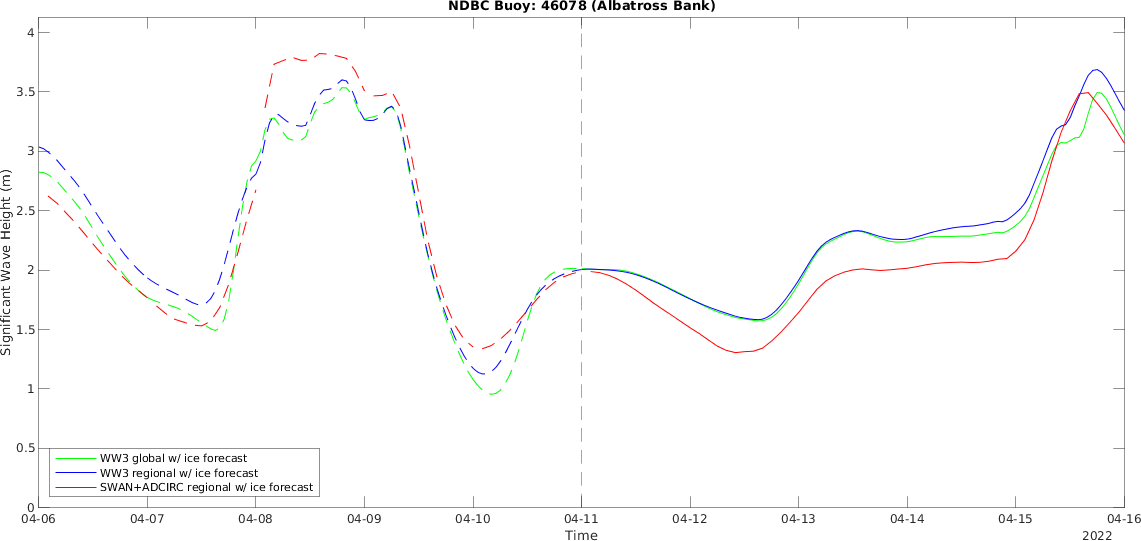 NDBC Buoy: 46078 (Albatross Bank)
Significant Wave Height (m)
4
3.5
3
2.5
2
1.5
1
0.5
0
WW3 global w/ ice forecast
WW3 regional w/ ice forecast
SWAN+ADCIRC regional w/ ice forecast
04-06 04-07 04-08 04-09 04-10 04-11 04-12 04-13 04-14 04-15 04-16
Time
2022